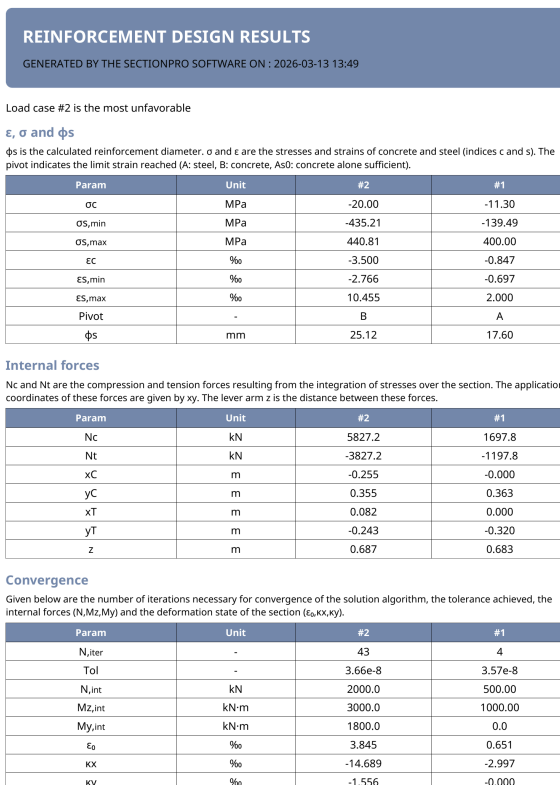 REINFORCEMENT DESIGN RESULTS
GENERATED BY THE SECTIONPRO SOFTWARE ON : 2026-03-13 13:49
Load case #2 is the most unfavorable
ε, σ and ϕs
ϕs is the calculated reinforcement diameter. σ and ε are the stresses and strains of concrete and steel (indices c and s). The
pivot indicates the limit strain reached (A: steel, B: concrete, As0: concrete alone sufficient).
Param Unit #2 #1
σc MPa -20.00 -11.30
σs,min MPa -435.21 -139.49
σs,max MPa 440.81 400.00
εc ‰ -3.500 -0.847
εs,min ‰ -2.766 -0.697
εs,max ‰ 10.455 2.000
Pivot - B A
ϕs mm 25.12 17.60
Internal forces
Nc and Nt are the compression and tension forces resulting from the integration of stresses over the section. The application
coordinates of these forces are given by xy. The lever arm z is the distance between these forces.
Param Unit #2 #1
Nc kN 5827.2 1697.8
Nt kN -3827.2 -1197.8
xC m -0.255 -0.000
yC m 0.355 0.363
xT m 0.082 0.000
yT m -0.243 -0.320
z m 0.687 0.683
Convergence
Given below are the number of iterations necessary for convergence of the solution algorithm, the tolerance achieved, the
internal forces (N,Mz,My) and the deformation state of the section (ε₀,κx,κy).
Param Unit #2 #1
N,iter - 43 4
Tol - 3.66e-8 3.57e-8
N,int kN 2000.0 500.00
Mz,int kN·m 3000.0 1000.00
My,int kN·m 1800.0 0.0
ε₀ ‰ 3.845 0.651
κx ‰ -14.689 -2.997
κy ‰ -1.556 -0.000